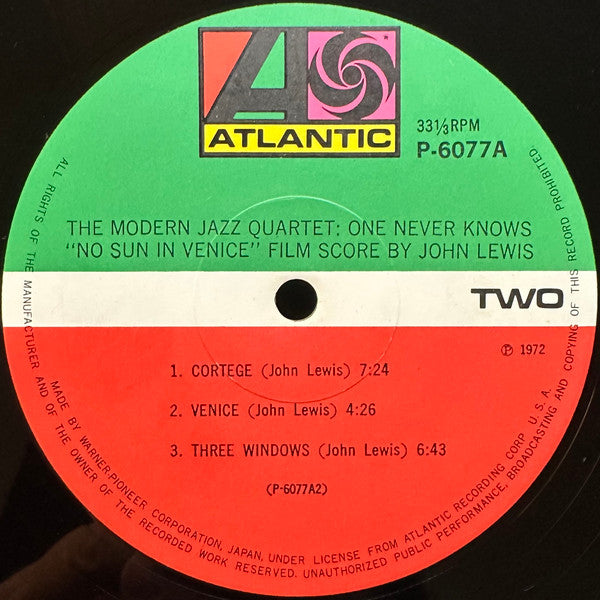 ATLANTIC
33⅓RPM
P-6077A
THE MODERN JAZZ QUARTET: ONE NEVER KNOWS
"NO SUN IN VENICE" FILM SCORE BY JOHN LEWIS
TWO
Ⓟ 1972
1. CORTEGE (John Lewis) 7:24
2. VENICE (John Lewis) 4:26
3. THREE WINDOWS (John Lewis) 6:43
(P-6077A2)
MADE BY WARNER-PIONEER CORPORATION, JAPAN, UNDER LICENSE FROM ATLANTIC RECORDING CORP U. S. A.
ALL RIGHTS OF THE MANUFACTURER AND OF THE OWNER OF THE RECORDED WORK RESERVED. UNAUTHORIZED PUBLIC PERFORMANCE, BROADCASTING AND COPYING OF THIS RECORD PROHIBITED.